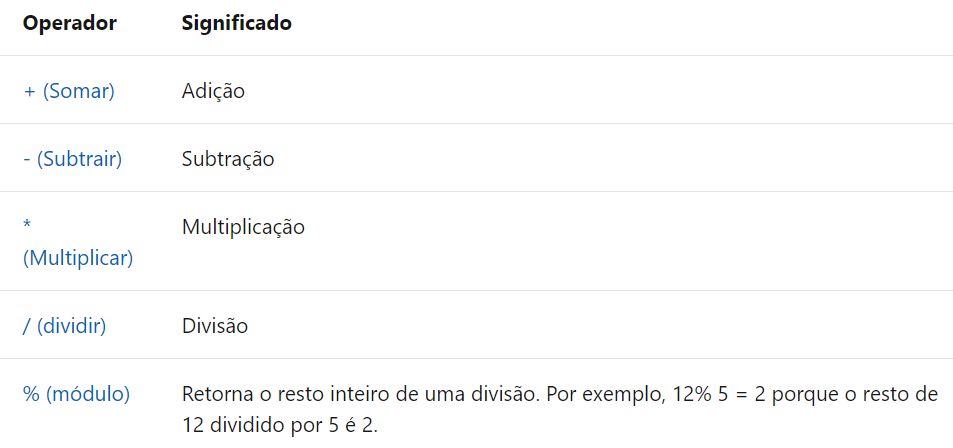 Operador Significado
+ (Somar) Adição
- (Subtrair) Subtração
* Multiplicação
(Multiplicar)
/ (dividir) Divisão
% (módulo) Retorna o resto inteiro de uma divisão. Por exemplo, 12% 5 = 2 porque o resto de
12 dividido por 5 é 2.